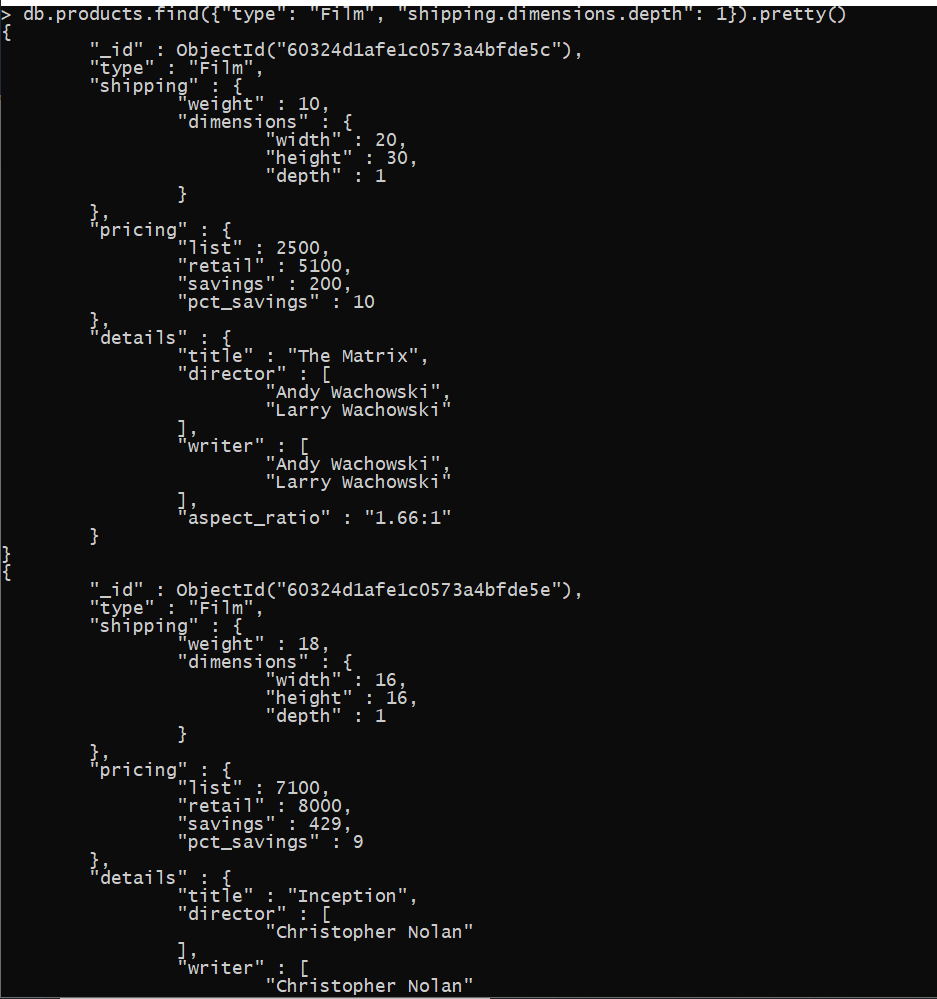 > db.products.find({"type": "Film", "shipping.dimensions.depth": 1}).pretty()
{
        "_id" : ObjectId("60324d1afe1c0573a4bfde5c"),
        "type" : "Film",
        "shipping" : {
                "weight" : 10,
                "dimensions" : {
                        "width" : 20,
                        "height" : 30,
                        "depth" : 1
                }
        },
        "pricing" : {
                "list" : 2500,
                "retail" : 5100,
                "savings" : 200,
                "pct_savings" : 10
        },
        "details" : {
                "title" : "The Matrix",
                "director" : [
                        "Andy Wachowski",
                        "Larry Wachowski"
                ],
                "writer" : [
                        "Andy Wachowski",
                        "Larry Wachowski"
                ],
                "aspect_ratio" : "1.66:1"
        }
}
{
        "_id" : ObjectId("60324d1afe1c0573a4bfde5e"),
        "type" : "Film",
        "shipping" : {
                "weight" : 18,
                "dimensions" : {
                        "width" : 16,
                        "height" : 16,
                        "depth" : 1
                }
        },
        "pricing" : {
                "list" : 7100,
                "retail" : 8000,
                "savings" : 429,
                "pct_savings" : 9
        },
        "details" : {
                "title" : "Inception",
                "director" : [
                        "Christopher Nolan"
                ],
                "writer" : [
                        "Christopher Nolan"